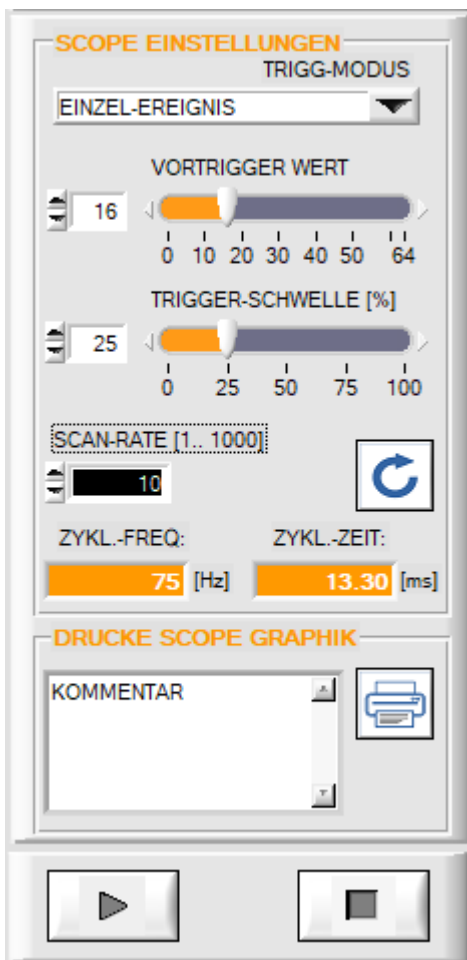 SCOPE EINSTELLUNGEN
TRIGG-MODUS
EINZEL-EREIGNIS
VORTRIGGER WERT
16
0 10 20 30 40 50 64
TRIGGER-SCHWELLE [%]
25
0 25 50 75 100
SCAN-RATE [1.. 1000]
10
ZYKL.-FREQ: ZYKL.-ZEIT:
75 [Hz] 13.30 [ms]
DRUCKE SCOPE GRAPHIK
KOMMENTAR